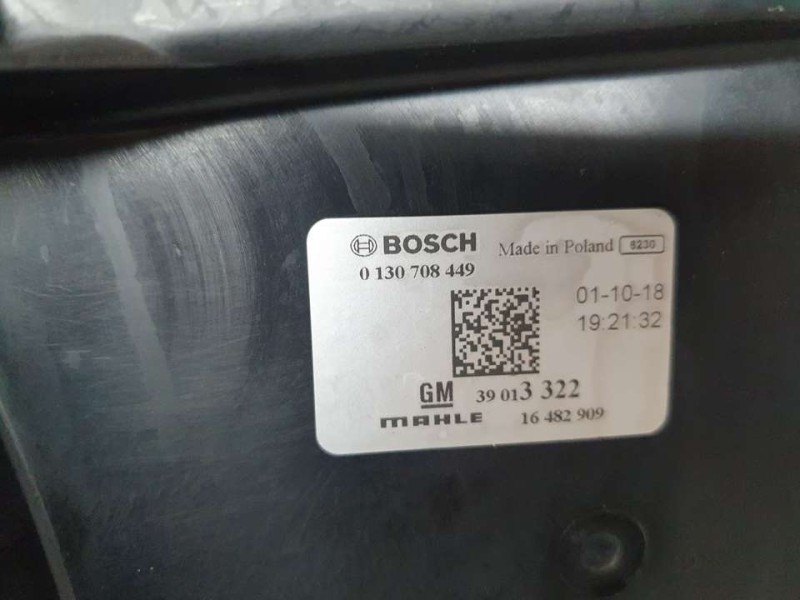 BOSCH Made in Poland 6230
0 130 708 449
01-10-18
19:21:32
GM 39 013 322
MAHLE 16 482 909